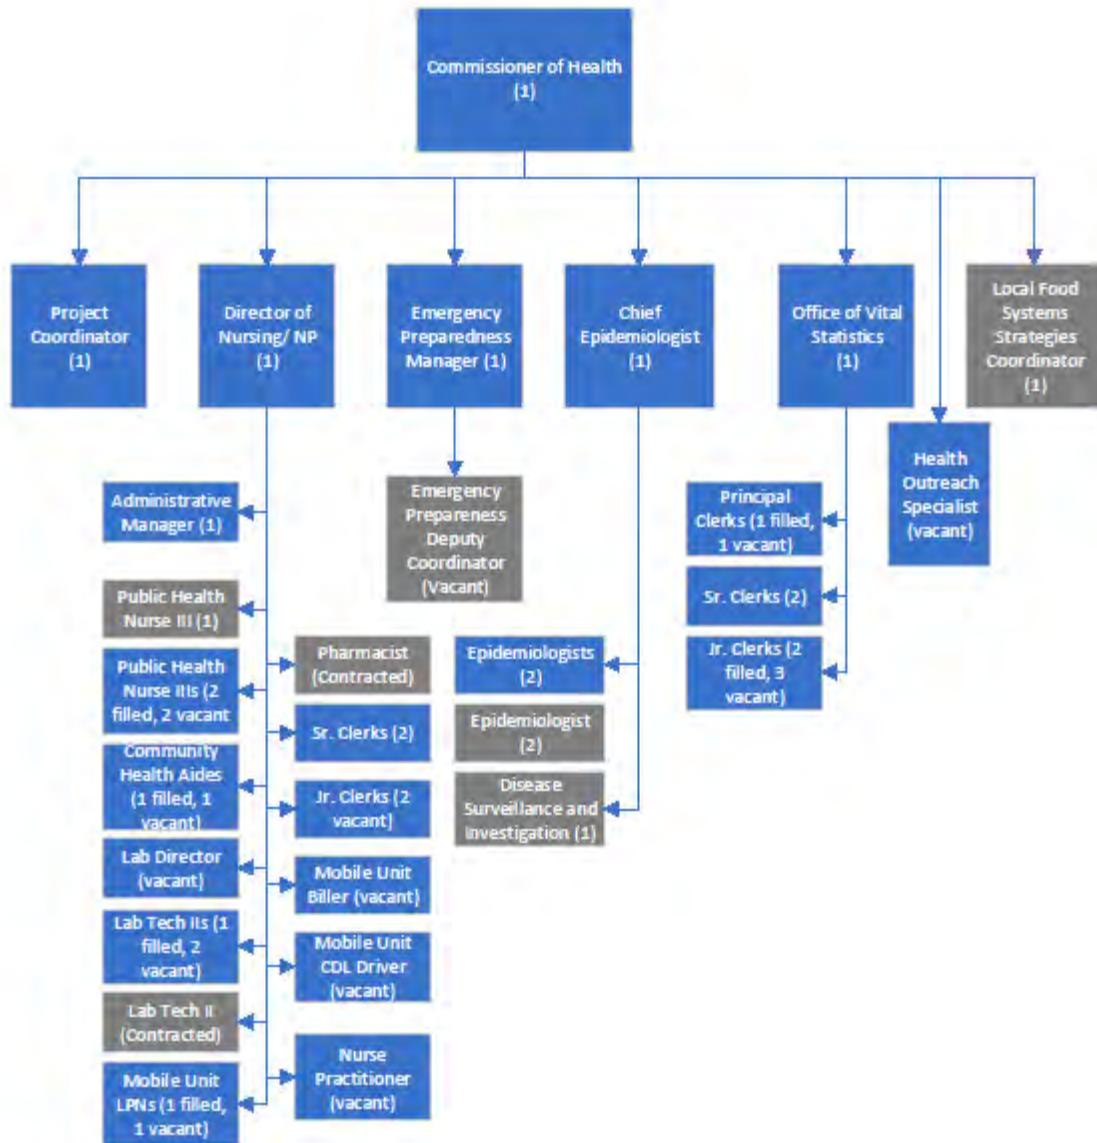 Commissioner of Health
(1)
Project
Coordinator
(1)
Director of
Nursing/ NP
(1)
Emergency
Preparedness
Manager (1)
Chief
Epidemiologist
(1)
Office of Vital
Statistics
(1)
Local Food
Systems
Strategies
Coordinator
(1)
Health
Outreach
Specialist
(vacant)
Administrative
Manager (1)
Public Health
Nurse III (1)
Public Health
Nurse IIIs (2
filled, 2 vacant
Community
Health Aides
(1 filled, 1
vacant)
Lab Director
(vacant)
Lab Tech IIs (1
filled, 2
vacant)
Lab Tech II
(Contracted)
Mobile Unit
LPNs (1 filled,
1 vacant)
Pharmacist
(Contracted)
Sr. Clerks (2)
Jr. Clerks (2
vacant)
Mobile Unit
Biller (vacant)
Mobile Unit
CDL Driver
(vacant)
Nurse
Practitioner
(vacant)
Emergency
Prepareness
Deputy
Coordinator
(Vacant)
Epidemiologists
(2)
Epidemiologist
(2)
Disease
Surveillance and
Investigation (1)
Principal
Clerks (1 filled,
1 vacant)
Sr. Clerks (2)
Jr. Clerks (2
filled, 3
vacant)